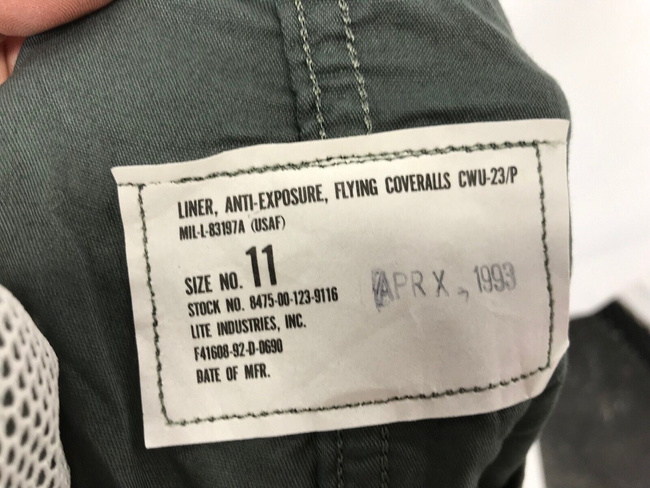 LINER, ANTI-EXPOSURE, FLYING COVERALLS CWU-23/P
MIL-L-83197A (USAF)
SIZE NO. 11
STOCK NO. 8475-00-123-9116
LITE INDUSTRIES, INC.
F41608-92-D-0690
DATE OF MFR.
APR X., 1993